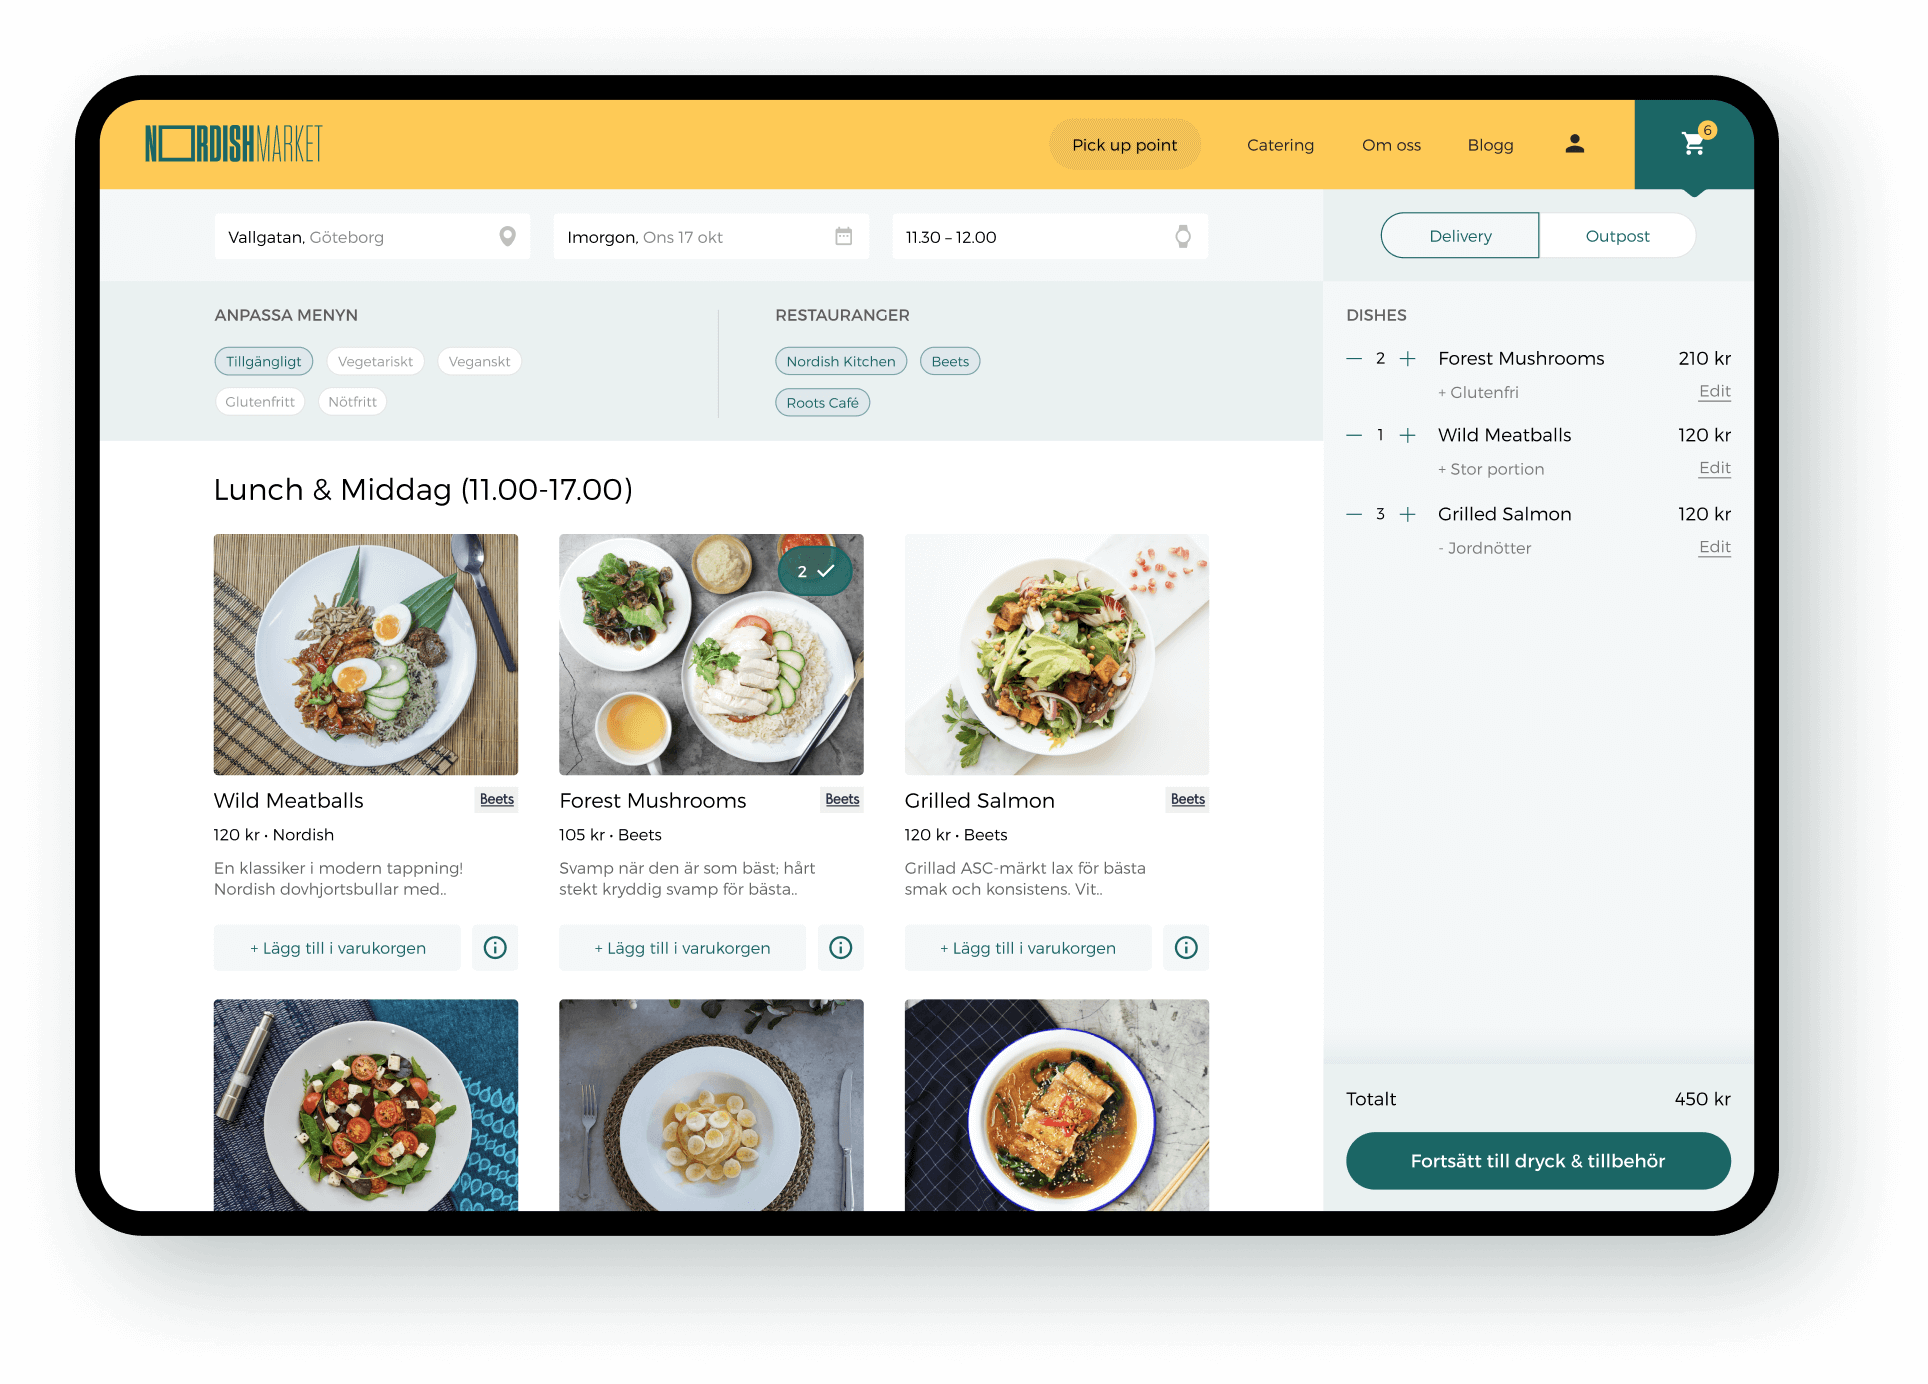 NORDISHMARKET
Pick up point
Catering
Om oss
Blogg
6
Vallgatan, Göteborg
Imorgon, Ons 17 okt
11.30 – 12.00
Delivery
Outpost
ANPASSA MENYN
Tillgängligt
Vegetariskt
Veganskt
Glutenfritt
Nötfritt
RESTAURANGER
Nordish Kitchen
Beets
Roots Café
Lunch & Middag (11.00-17.00)
2
Wild Meatballs
Beets
120 kr • Nordish
En klassiker i modern tappning!
Nordish dovhjortsbullar med..
+ Lägg till i varukorgen
Forest Mushrooms
Beets
105 kr • Beets
Svamp när den är som bäst; hårt
stekt kryddig svamp för bästa..
+ Lägg till i varukorgen
Grilled Salmon
Beets
120 kr • Beets
Grillad ASC-märkt lax för bästa
smak och konsistens. Vit..
+ Lägg till i varukorgen
DISHES
— 2 + Forest Mushrooms 210 kr
+ Glutenfri Edit
— 1 + Wild Meatballs 120 kr
+ Stor portion Edit
— 3 + Grilled Salmon 120 kr
- Jordnötter Edit
Totalt 450 kr
Fortsätt till dryck & tillbehör